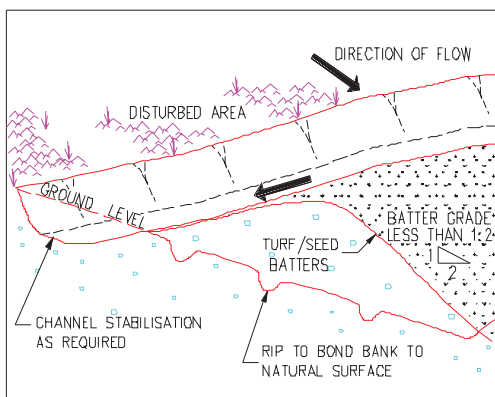 DIRECTION OF FLOW
DISTURBED AREA
GROUND LEVEL
BATTER GRADE
LESS THAN 1:2
1
2
TURF/SEED
BATTERS
CHANNEL STABILISATION
AS REQUIRED
RIP TO BOND BANK TO
NATURAL SURFACE